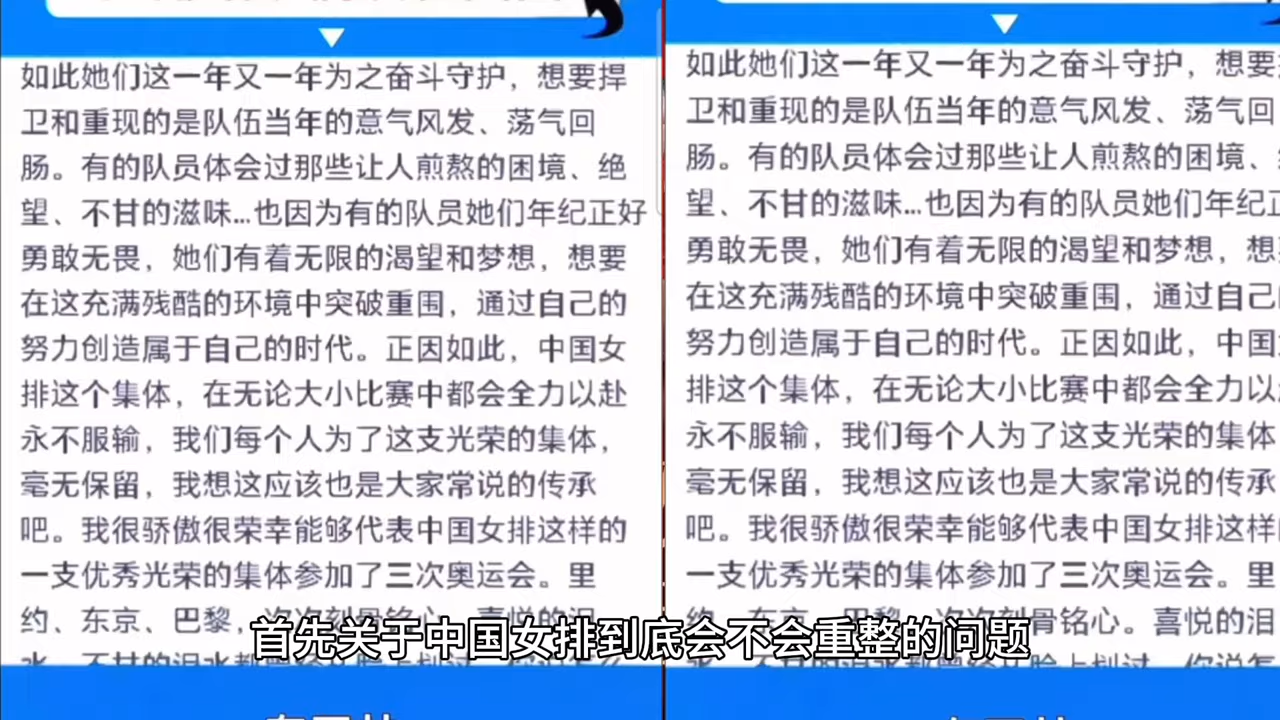 如此她们这一年又一年为之奋斗守护，想要捍
卫和重现的是队伍当年的意气风发、荡气回
肠。有的队员体会过那些让人煎熬的困境、绝
望、不甘的滋味...也因为有的队员她们年纪正好
勇敢无畏，她们有着无限的渴望和梦想，想要
在这充满残酷的环境中突破重围，通过自己的
努力创造属于自己的时代。正因如此，中国女
排这个集体，在无论大小比赛中都会全力以赴
永不服输，我们每个人为了这支光荣的集体，
毫无保留，我想这应该也是大家常说的传承
吧。我很骄傲很荣幸能够代表中国女排这样的
一支优秀光荣的集体参加了三次奥运会。里
约、东京、巴黎，次次刻骨铭心。喜悦的泪
如此她们这一年又一年为之奋斗守护，想要
卫和重现的是队伍当年的意气风发、荡气回
肠。有的队员体会过那些让人煎熬的困境、
望、不甘的滋味...也因为有的队员她们年纪正
勇敢无畏，她们有着无限的渴望和梦想，想
在这充满残酷的环境中突破重围，通过自己
努力创造属于自己的时代。正因如此，中国
排这个集体，在无论大小比赛中都会全力以
永不服输，我们每个人为了这支光荣的集体
毫无保留，我想这应该也是大家常说的传承
吧。我很骄傲很荣幸能够代表中国女排这样
一支优秀光荣的集体参加了三次奥运会。里
约、东京、巴黎，次次刻骨铭心。喜悦的泪
首先关于中国女排到底会不会重整的问题